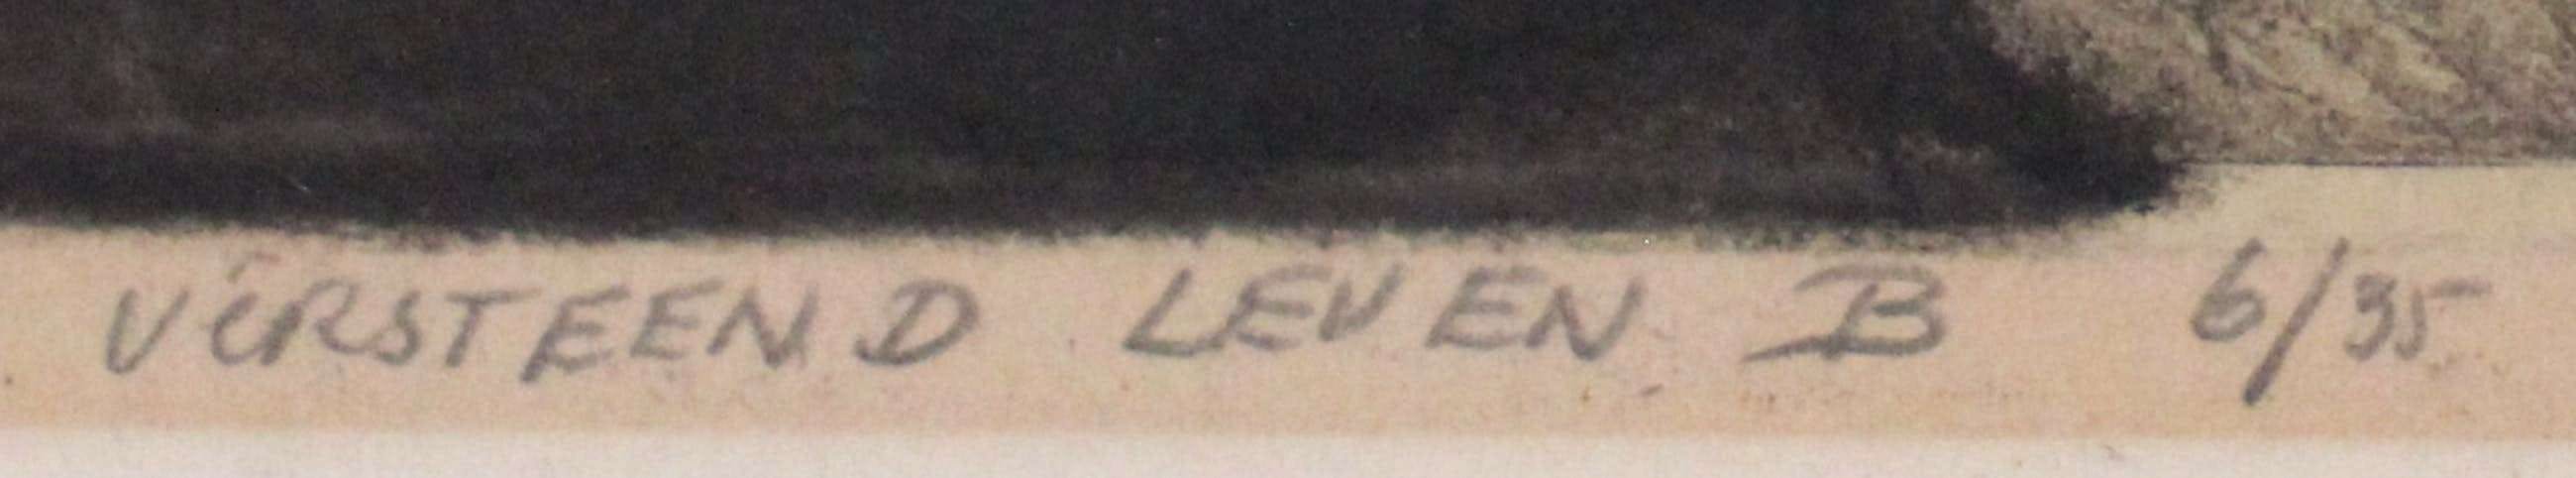 VERSTEEND LEVEN B 6/35